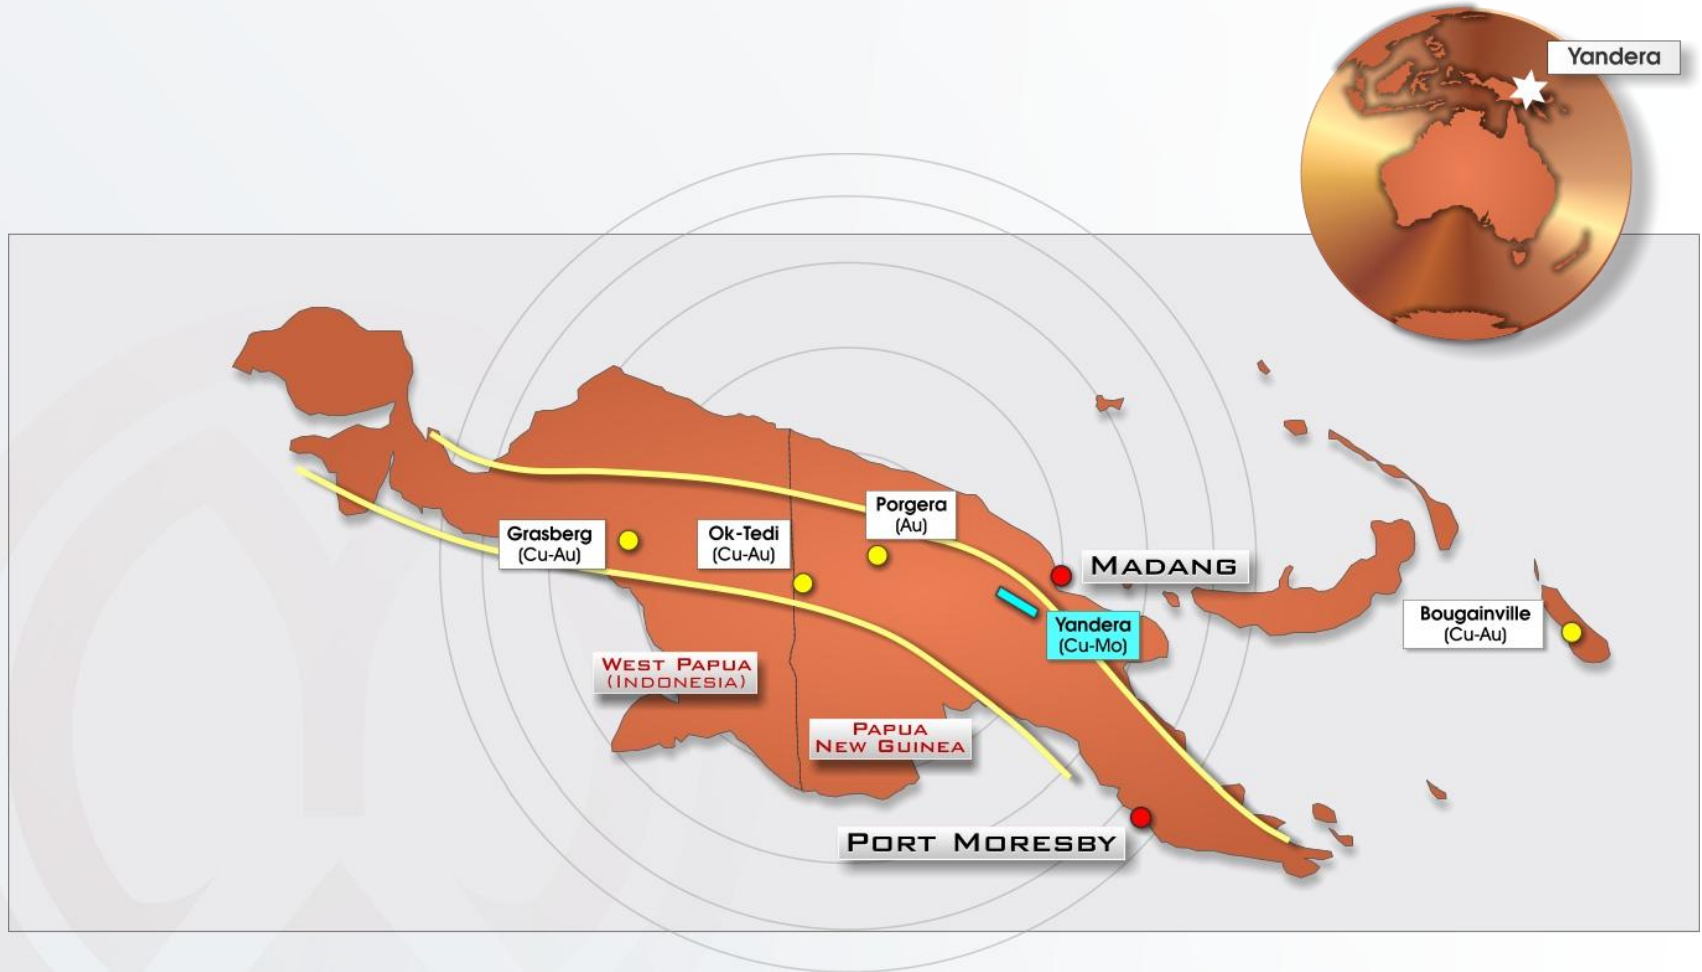 Yandera
Porgera
(Au)
Grasberg
(Cu-Au)
Ok-Tedi
(Cu-Au)
MADANG
Yandera
(Cu-Mo)
Bougainville
(Cu-Au)
WEST PAPUA
(INDONESIA)
PAPUA
NEW GUINEA
PORT MORESBY